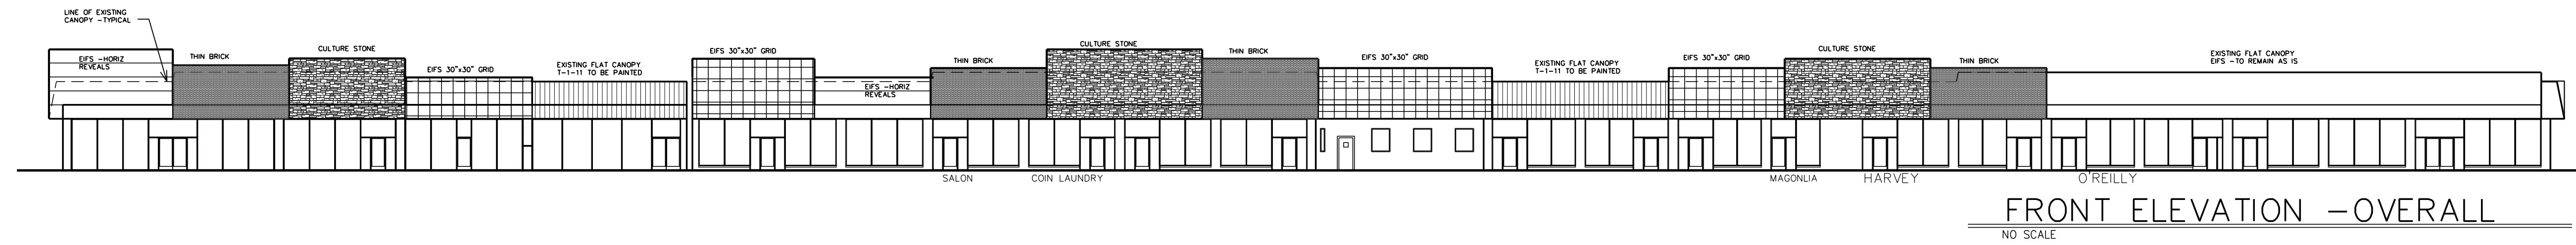 LINE OF EXISTING
CANOPY -TYPICAL
EIFS -HORIZ
REVEALS
THIN BRICK
CULTURE STONE
EIFS 30"x30" GRID
EXISTING FLAT CANOPY
T-1-11 TO BE PAINTED
EIFS 30"x30" GRID
EIFS -HORIZ
REVEALS
THIN BRICK
CULTURE STONE
THIN BRICK
EIFS 30"x30" GRID
EXISTING FLAT CANOPY
T-1-11 TO BE PAINTED
EIFS 30"x30" GRID
CULTURE STONE
THIN BRICK
EXISTING FLAT CANOPY
EIFS -TO REMAIN AS IS
SALON
COIN LAUNDRY
MAGONLIA
HARVEY
O'REILLY
FRONT ELEVATION -OVERALL
NO SCALE